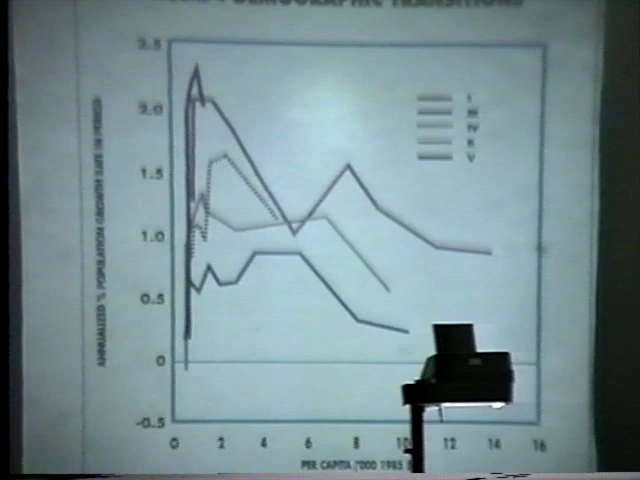 DEMOGRAPHIC TRANSITIONS
2.5
2.0
1.5
1.0
0.5
0
-0.5
ANNUALIZED % POPULATION GROWTH RATE IN PERIOD
I
III
IV
II
V
0 2 4 6 8 10 12 14 16
PER CAPITA ('000 1985